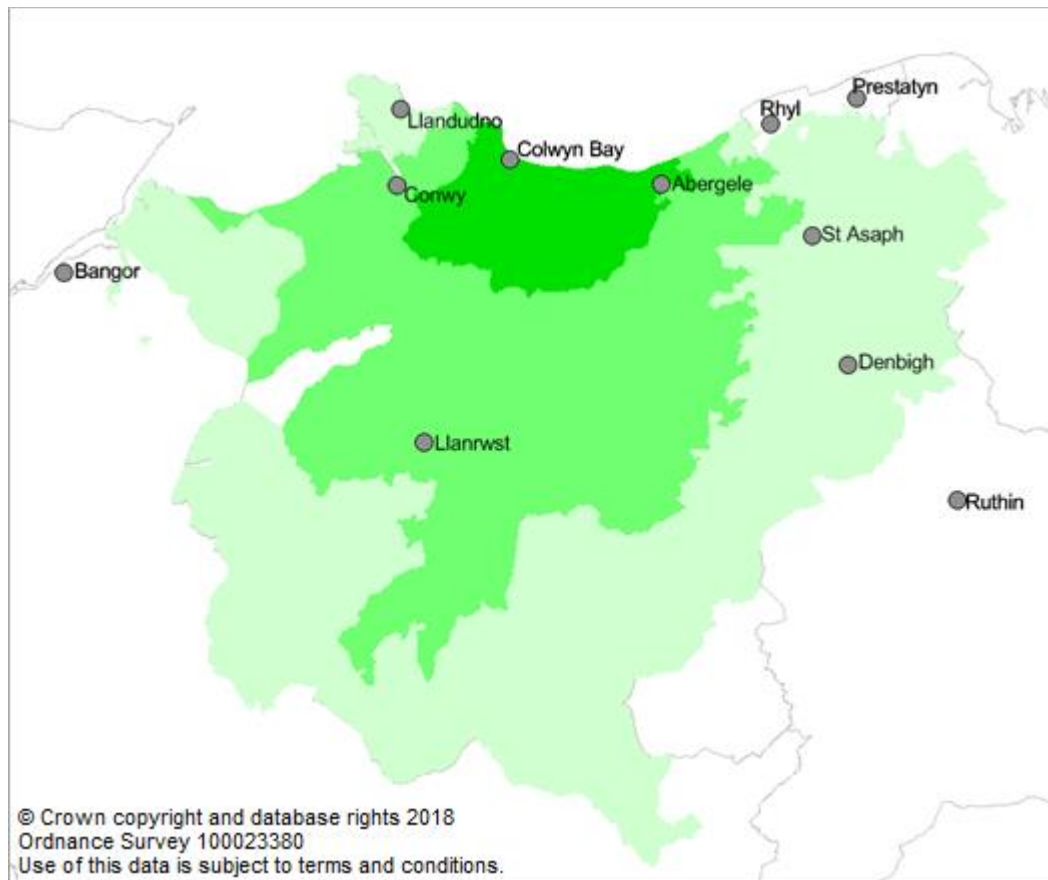 Prestatyn
Rhyl
Llandudno
Colwyn Bay
Conwy
Abergele
St Asaph
Bangor
Denbigh
Llanrwst
Ruthin
© Crown copyright and database rights 2018
Ordnance Survey 100023380
Use of this data is subject to terms and conditions.